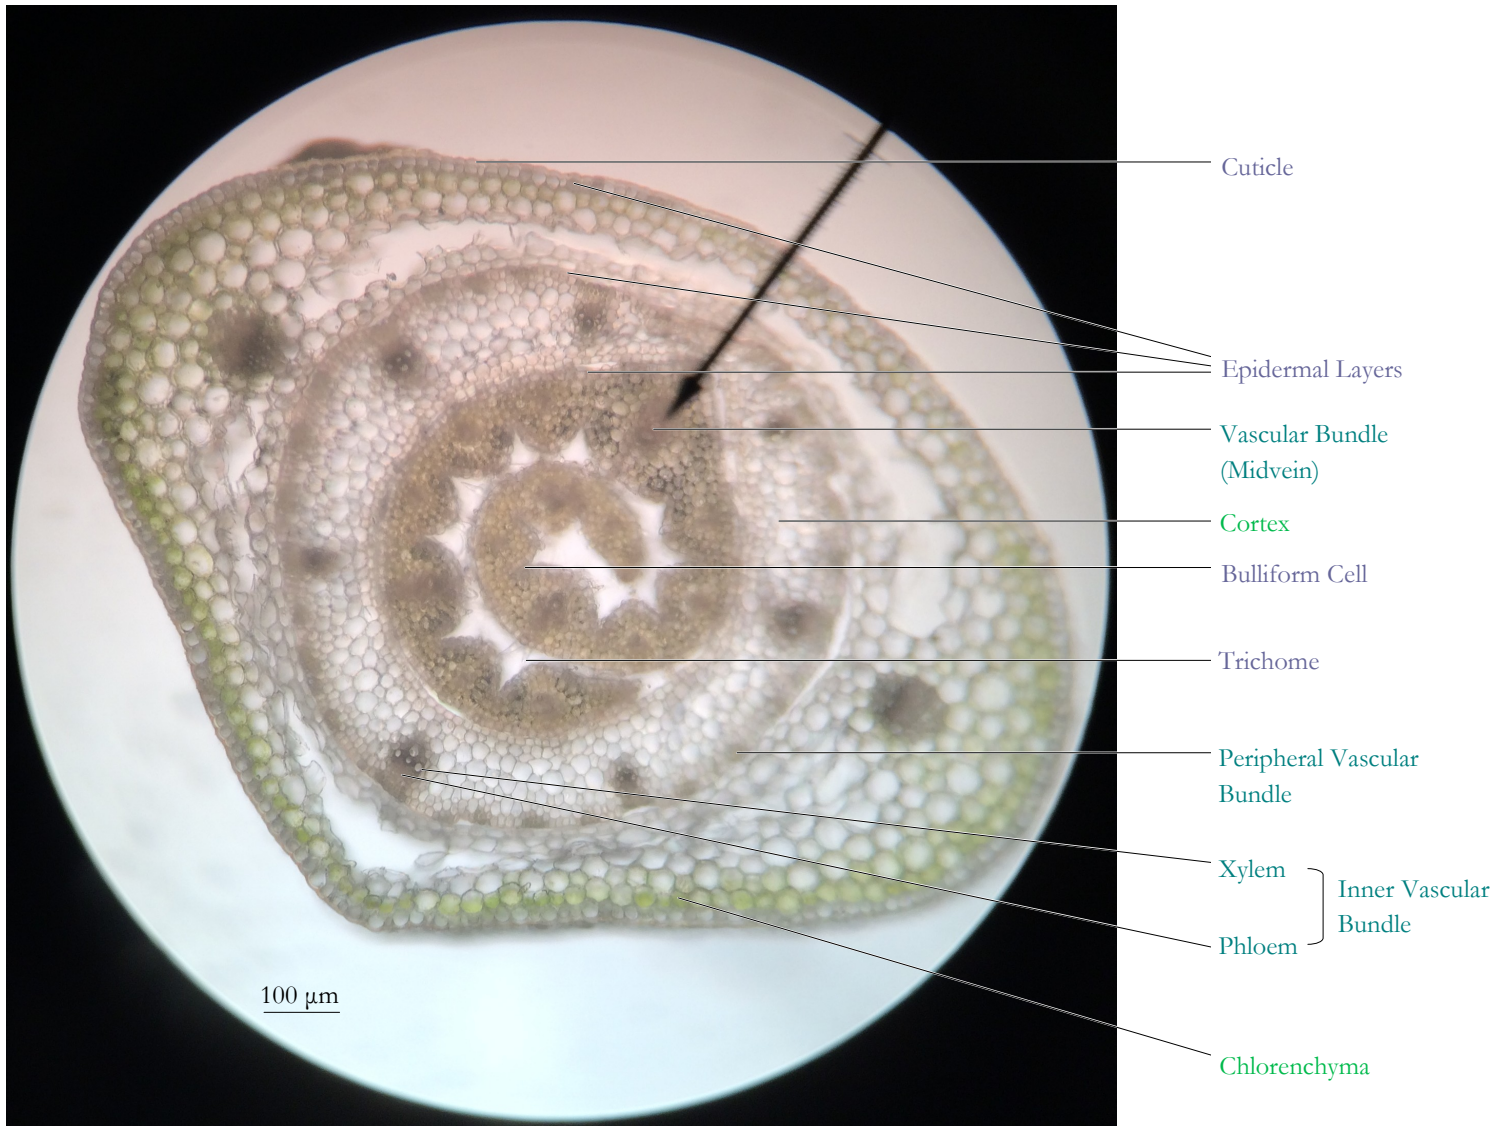 Cuticle
Epidermal Layers
Vascular Bundle
(Midvein)
Cortex
Bulliform Cell
Trichome
Peripheral Vascular
Bundle
Xylem
Inner Vascular
Bundle
Phloem
100 μm
Chlorenchyma